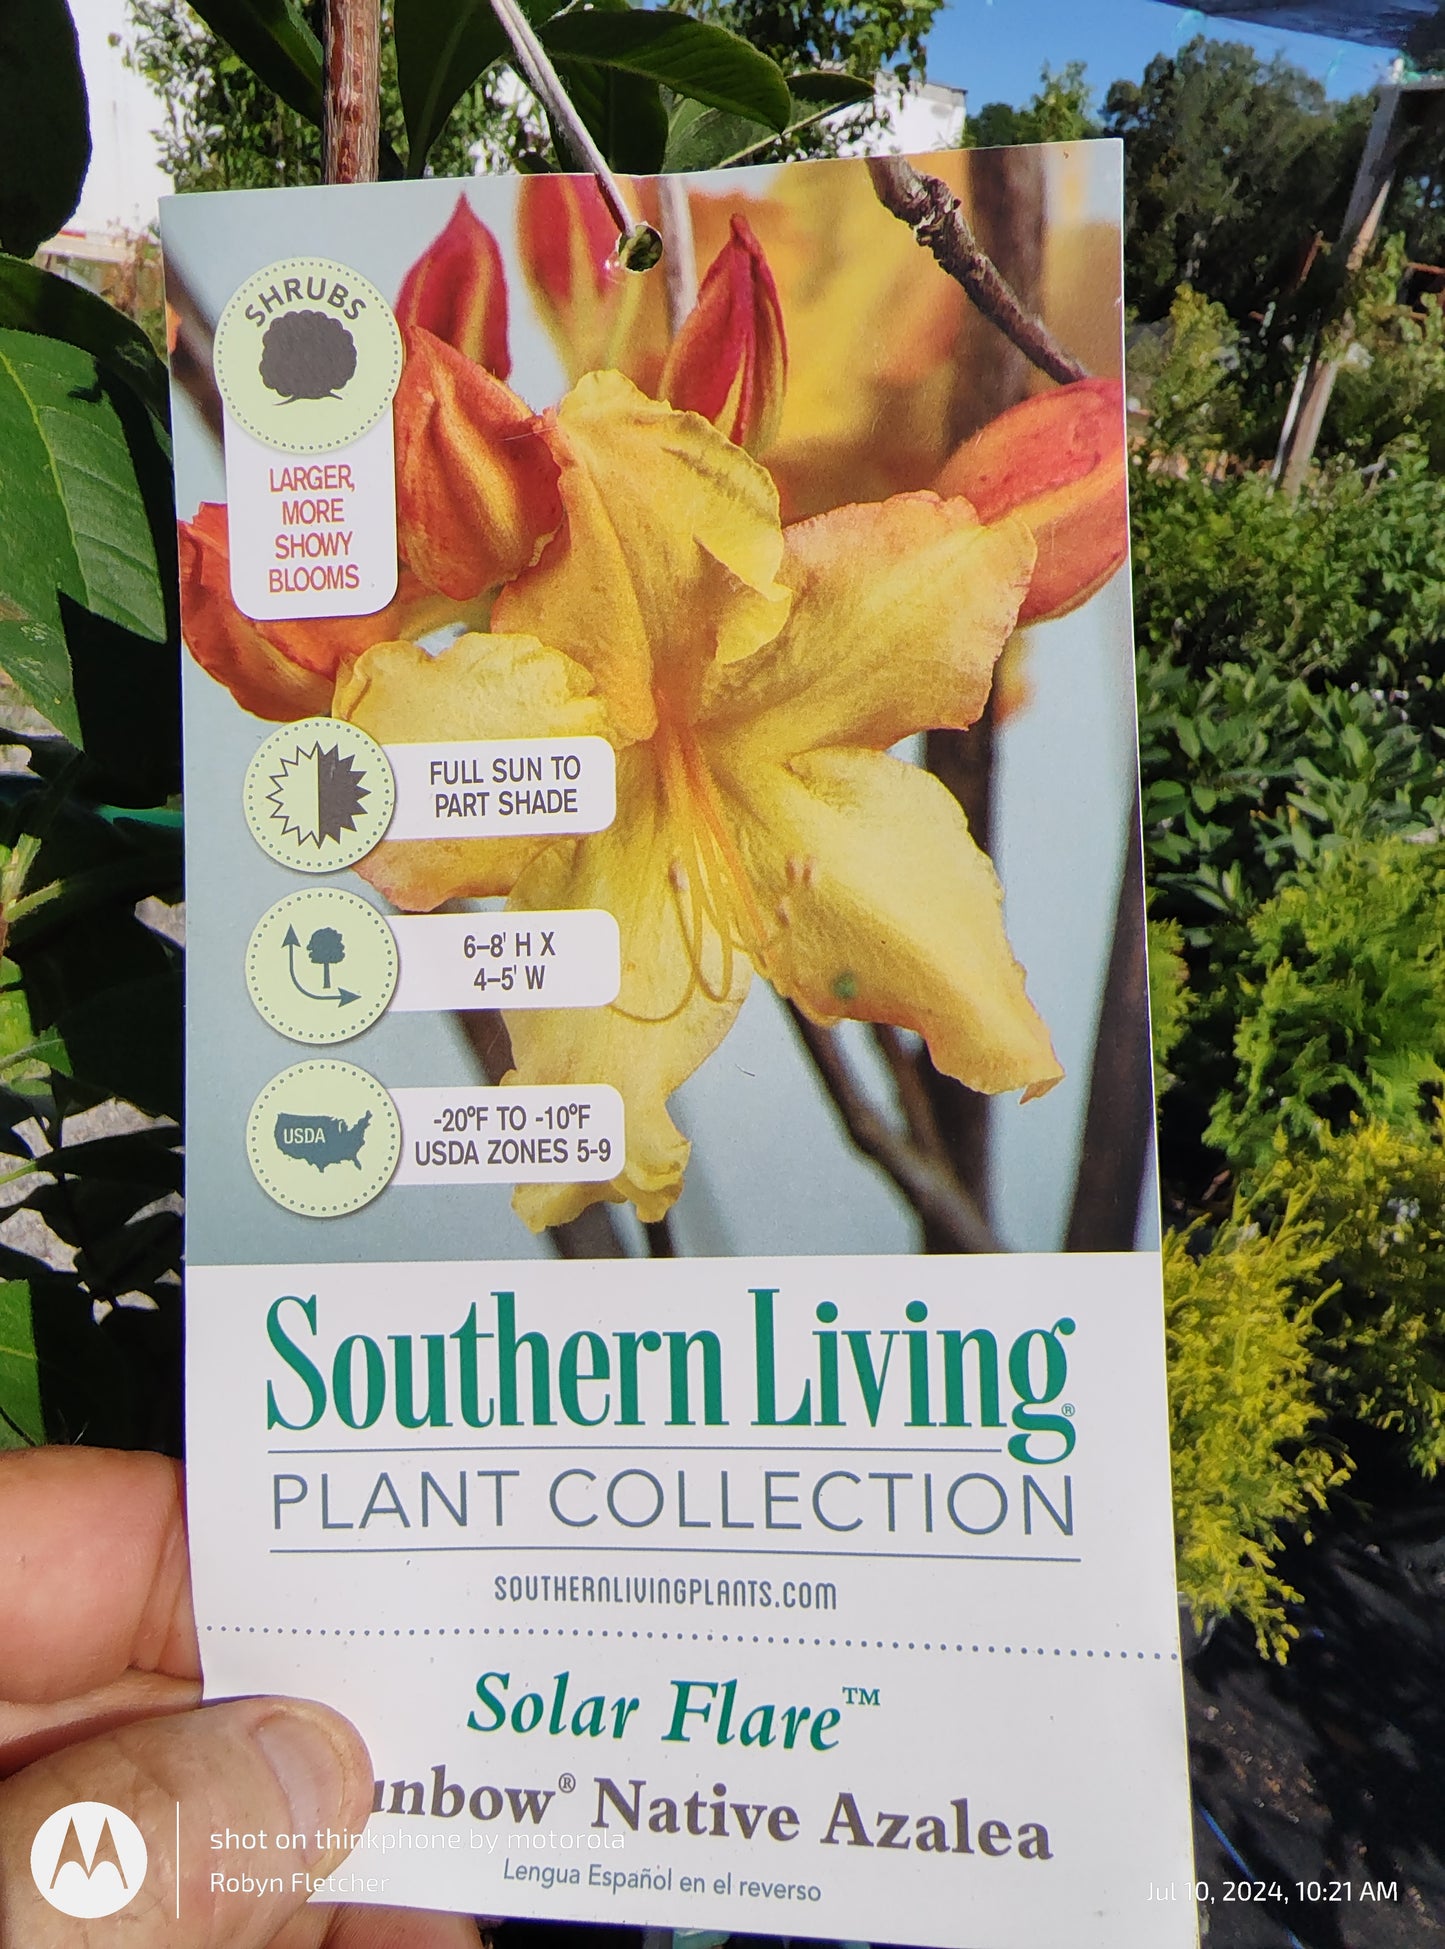 SHRUBS
LARGER,
MORE
SHOWY
BLOOMS
FULL SUN TO
PART SHADE
6–8' H X
4–5' W
USDA
-20ºF TO -10ºF
USDA ZONES 5-9
Southern Living®
PLANT COLLECTION
SOUTHERNLIVINGPLANTS.COM
Solar Flare™
unbow® Native Azalea
Lengua Español en el reverso
shot on thinkphone by motorola
Robyn Fletcher
Jul 10, 2024, 10:21 AM